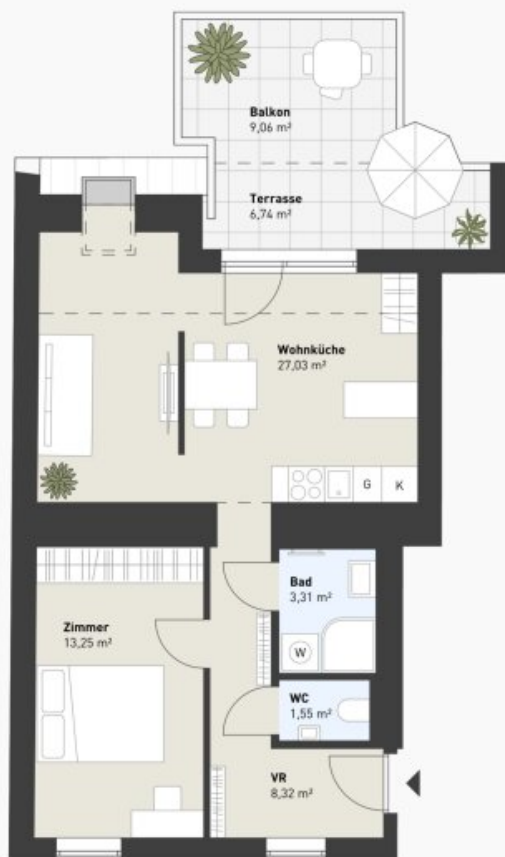 Balkon
9,06 m²
Terrasse
6,74 m²
Wohnküche
27,03 m²
G
K
Bad
3,31 m²
Zimmer
13,25 m²
W
WC
1,55 m²
VR
8,32 m²